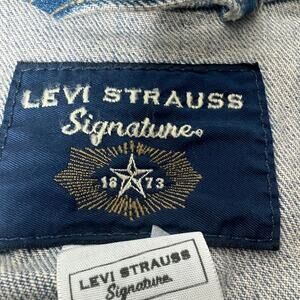 LEVI STRAUSS
Signature®
18 73
LEVI STRAUSS
Signature